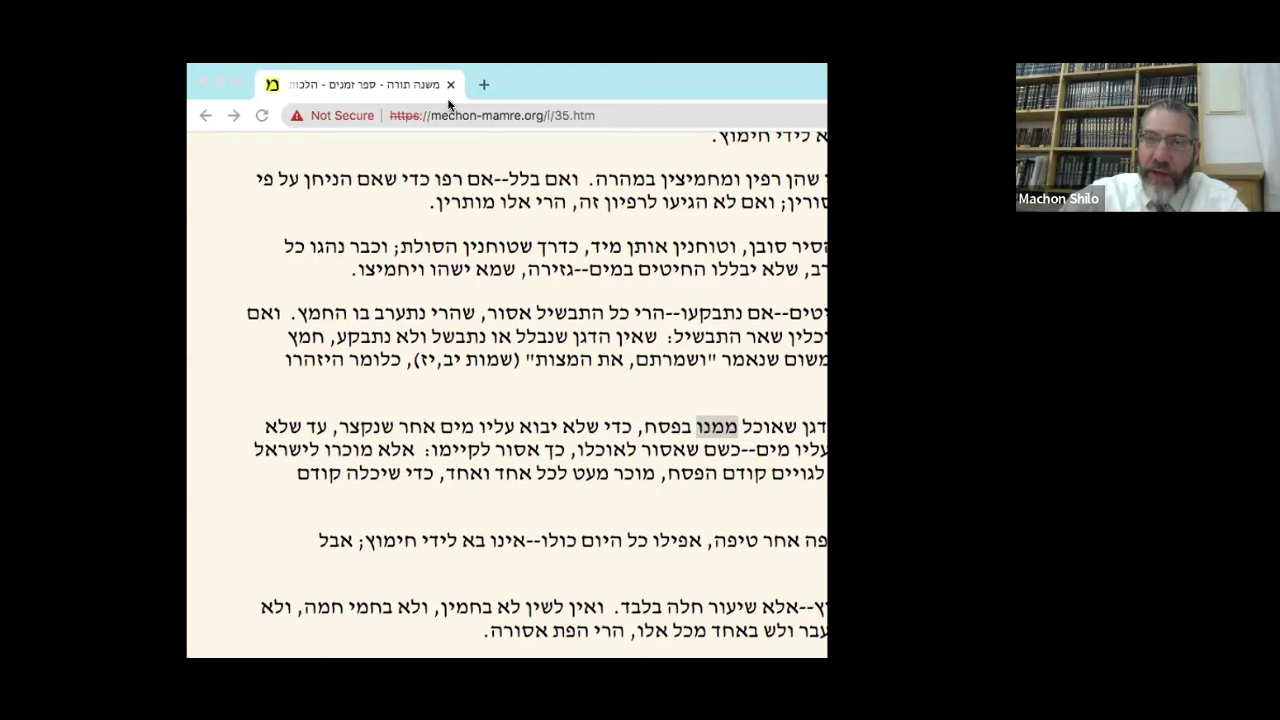 משנה תורה - ספר זמנים - הלכות
Not Secure
https://mechon-mamre.org/i/35.htm
א לידי חימוץ.
שהן רפין ומחמיצין במהרה. ואם בלל--אם רפו כדי שאם הניחן על פי
סורין; ואם לא הגיעו לרפיון זה, הרי אלו מותרין.
הסיר סובן, וטוחנין אותן מיד, כדרך שטוחנין הסולת; וכבר נהגו כל
רב, שלא יבללו החיטים במים--גזירה, שמא ישהו ויחמיצו.
יטים--אם נתבקעו--הרי כל התבשיל אסור, שהרי נתערב בו החמץ. ואם
וכלין שאר התבשיל: שאין הדגן שנבלל או נתבשל ולא נתבקע, חמץ
משום שנאמר "ושמרתם, את המצות" (שמות יב,יז), כלומר היזהרו
דגן שאוכל ממנו בפסח, כדי שלא יבוא עליו מים אחר שנקצר, עד שלא
עליו מים--כשם שאסור לאוכלו, כך אסור לקיימו: אלא מוכרו לישראל
לגויים קודם הפסח, מוכר מעט לכל אחד ואחד, כדי שיכלה קודם
פה אחר טיפה, אפילו כל היום כולו--אינו בא לידי חימוץ; אבל
וץ--אלא שיעור חלה בלבד. ואין לשין לא בחמין, ולא בחמי חמה, ולא
עבר ולש באחד מכל אלו, הרי הפת אסורה.
Machon Shilo